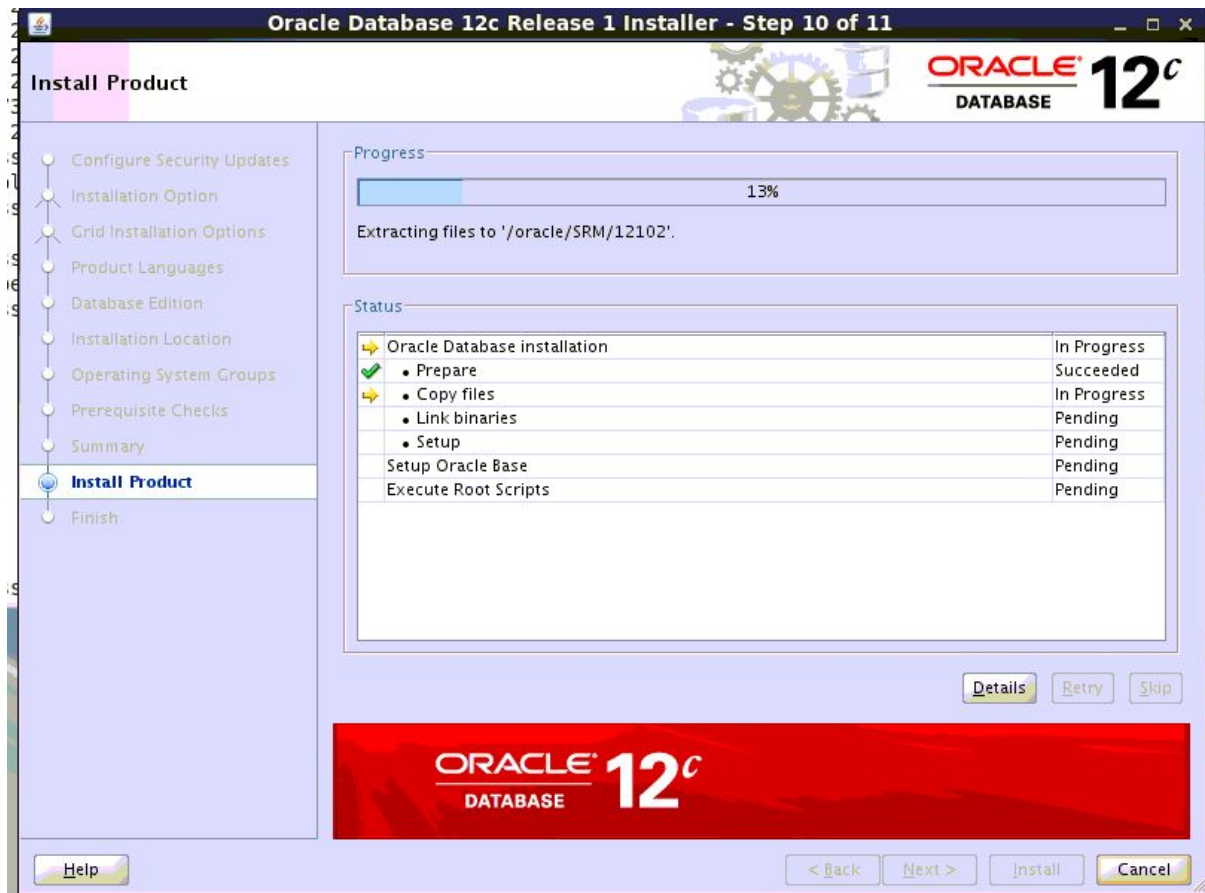 Oracle Database 12c Release 1 Installer - Step 10 of 11
Install Product
ORACLE DATABASE 12c
Configure Security Updates
Installation Option
Grid Installation Options
Product Languages
Database Edition
Installation Location
Operating System Groups
Prerequisite Checks
Summary
Install Product
Finish
Progress
13%
Extracting files to '/oracle/SRM/12102'.
Status
Oracle Database installation In Progress
• Prepare Succeeded
• Copy files In Progress
• Link binaries Pending
• Setup Pending
Setup Oracle Base Pending
Execute Root Scripts Pending
Details Retry Skip
ORACLE DATABASE 12c
Help < Back Next > Install Cancel